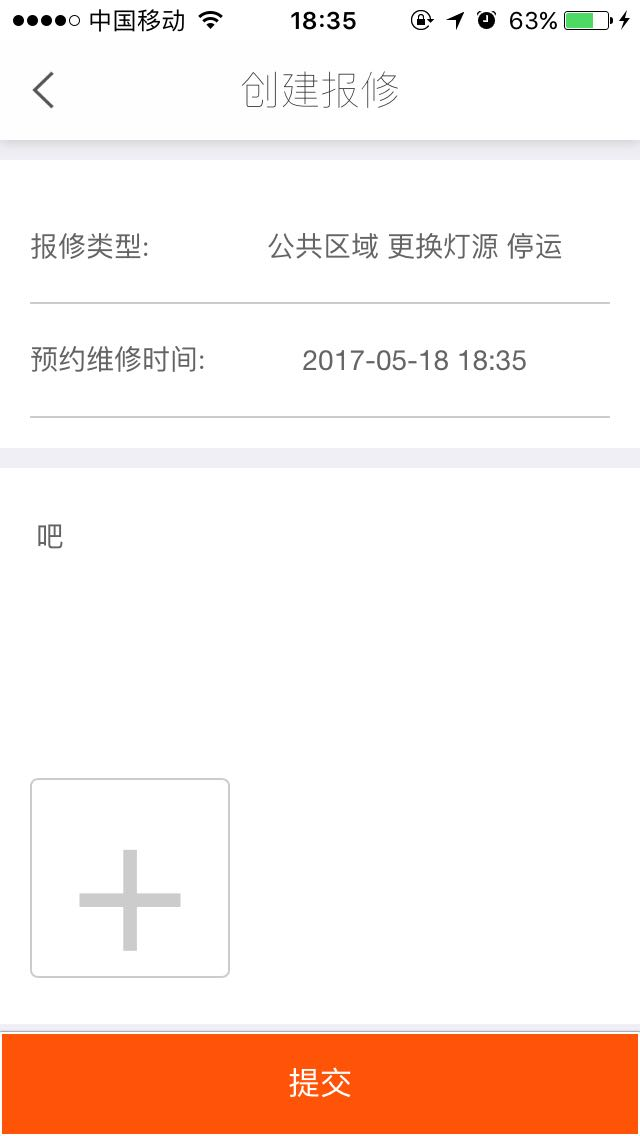 中国移动 18:35 63%
创建报修
报修类型: 公共区域 更换灯源 停运
预约维修时间: 2017-05-18 18:35
吧
提交